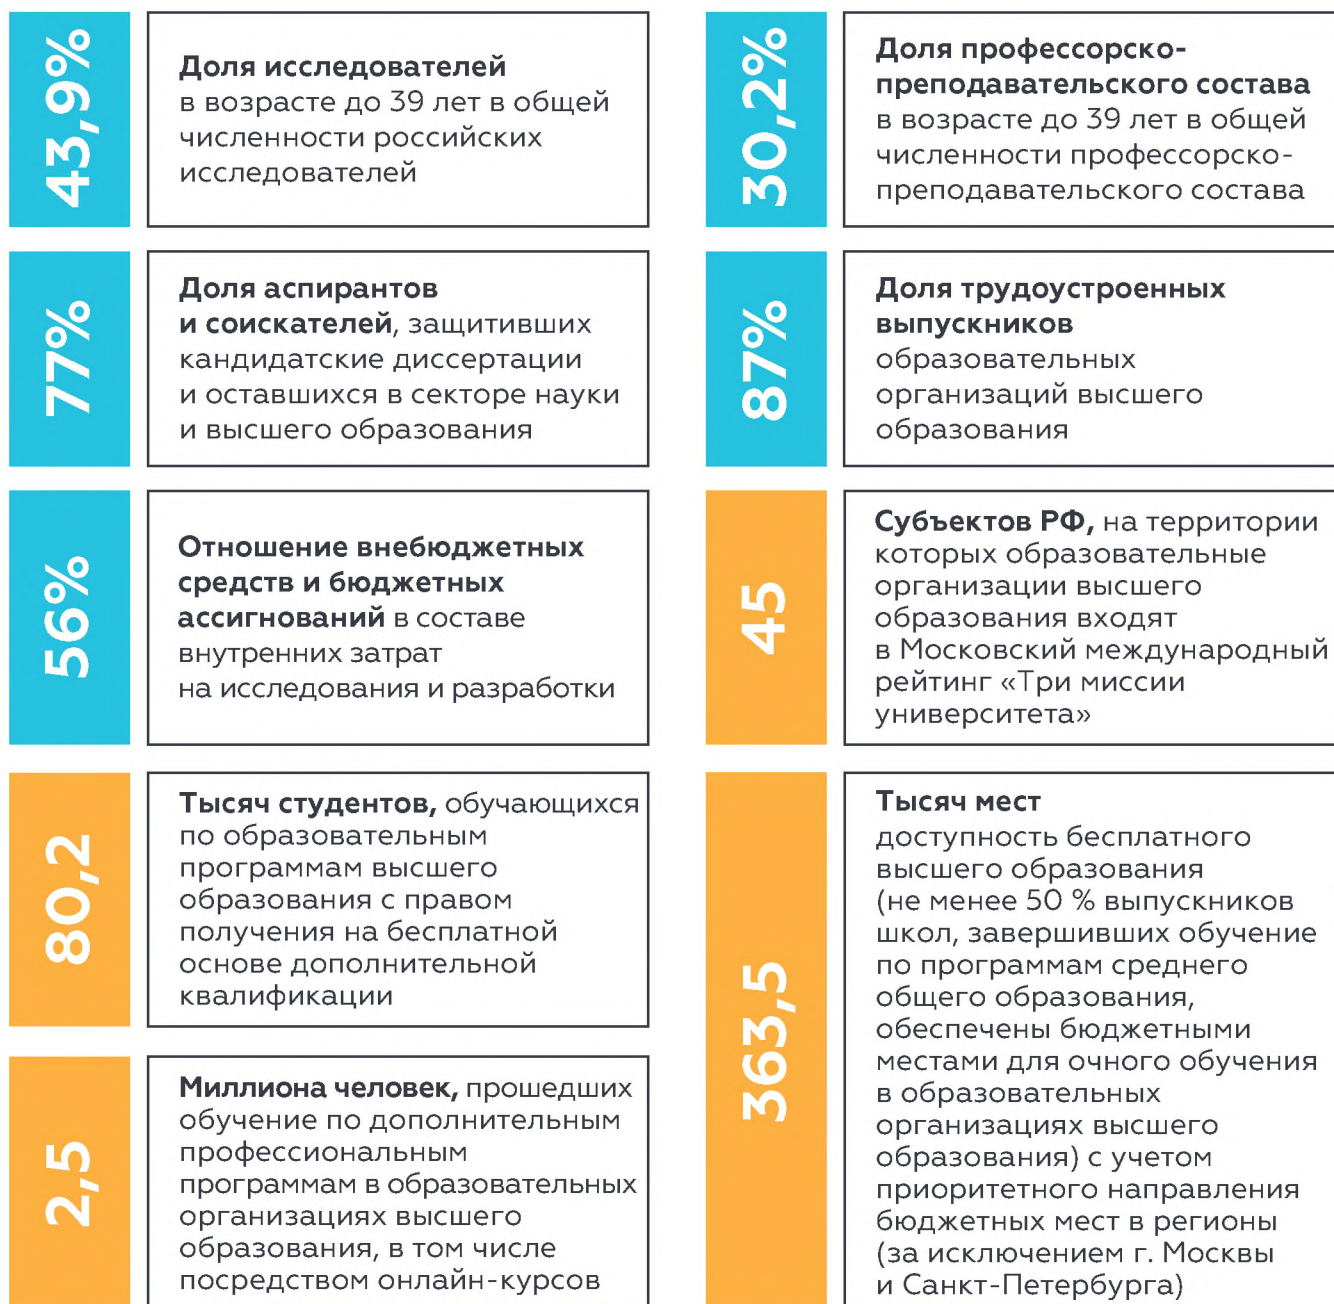 43,9%
Доля исследователей
в возрасте до 39 лет в общей
численности российских
исследователей
30,2%
Доля профессорско-
преподавательского состава
в возрасте до 39 лет в общей
численности профессорско-
преподавательского состава
77%
Доля аспирантов
и соискателей, защитивших
кандидатские диссертации
и оставшихся в секторе науки
и высшего образования
87%
Доля трудоустроенных
выпускников
образовательных
организаций высшего
образования
56%
Отношение внебюджетных
средств и бюджетных
ассигнований в составе
внутренних затрат
на исследования и разработки
45
Субъектов РФ, на территории
которых образовательные
организации высшего
образования входят
в Московский международный
рейтинг «Три миссии
университета»
80,2
Тысяч студентов, обучающихся
по образовательным
программам высшего
образования с правом
получения на бесплатной
основе дополнительной
квалификации
363,5
Тысяч мест
доступность бесплатного
высшего образования
(не менее 50 % выпускников
школ, завершивших обучение
по программам среднего
общего образования,
обеспечены бюджетными
местами для очного обучения
в образовательных
организациях высшего
образования) с учетом
приоритетного направления
бюджетных мест в регионы
(за исключением г. Москвы
и Санкт-Петербурга)
2,5
Миллиона человек, прошедших
обучение по дополнительным
профессиональным
программам в образовательных
организациях высшего
образования, в том числе
посредством онлайн-курсов